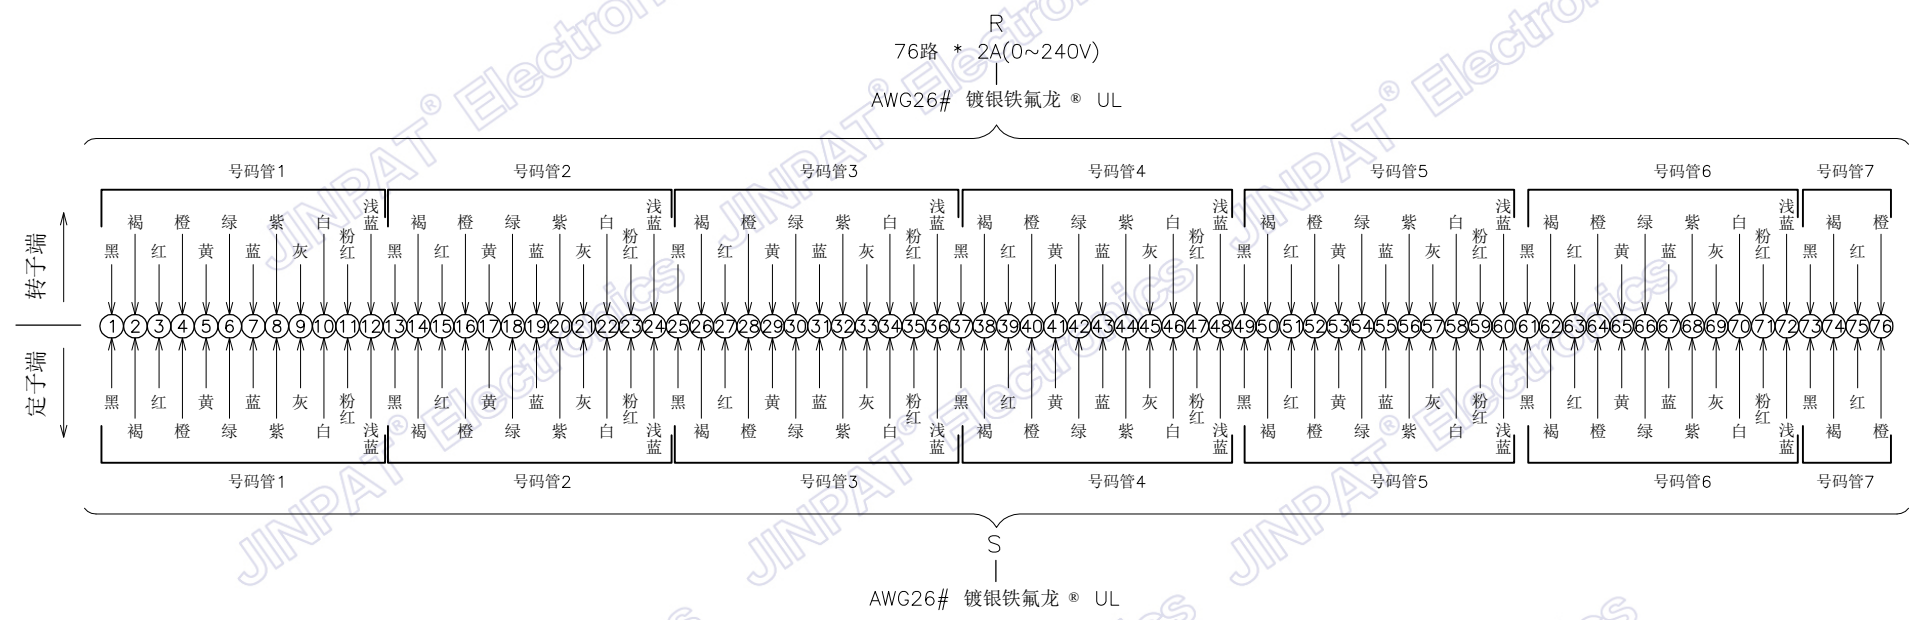 R
76路 * 2A(0~240V)
AWG26# 镀银铁氟龙 ® UL
号码管1 号码管2 号码管3 号码管4 号码管5 号码管6 号码管7
褐 橙 绿 紫 白 浅蓝 褐 橙 绿 紫 白 浅蓝 褐 橙 绿 紫 白 浅蓝 褐 橙 绿 紫 白 浅蓝 褐 橙 绿 紫 白 浅蓝 褐 橙 绿 紫 白 浅蓝 褐 橙
黑 红 黄 蓝 灰 粉红 黑 红 黄 蓝 灰 粉红 黑 红 黄 蓝 灰 粉红 黑 红 黄 蓝 灰 粉红 黑 红 黄 蓝 灰 粉红 黑 红 黄 蓝 灰 粉红 黑 红
转子端
1 2 3 4 5 6 7 8 9 10 11 12 13 14 15 16 17 18 19 20 21 22 23 24 25 26 27 28 29 30 31 32 33 34 35 36 37 38 39 40 41 42 43 44 45 46 47 48 49 50 51 52 53 54 55 56 57 58 59 60 61 62 63 64 65 66 67 68 69 70 71 72 73 74 75 76
定子端
黑 红 黄 蓝 灰 粉红 黑 红 黄 蓝 灰 粉红 黑 红 黄 蓝 灰 粉红 黑 红 黄 蓝 灰 粉红 黑 红 黄 蓝 灰 粉红 黑 红 黄 蓝 灰 粉红 黑 红
褐 橙 绿 紫 白 浅蓝 褐 橙 绿 紫 白 浅蓝 褐 橙 绿 紫 白 浅蓝 褐 橙 绿 紫 白 浅蓝 褐 橙 绿 紫 白 浅蓝 褐 橙 绿 紫 白 浅蓝 褐 橙
号码管1 号码管2 号码管3 号码管4 号码管5 号码管6 号码管7
S
AWG26# 镀银铁氟龙 ® UL
JINPAT® Electronics
JINPAT® Electronics
JINPAT® Electronics
JINPAT® Electronics
JINPAT® Electronics
JINPAT® Electronics